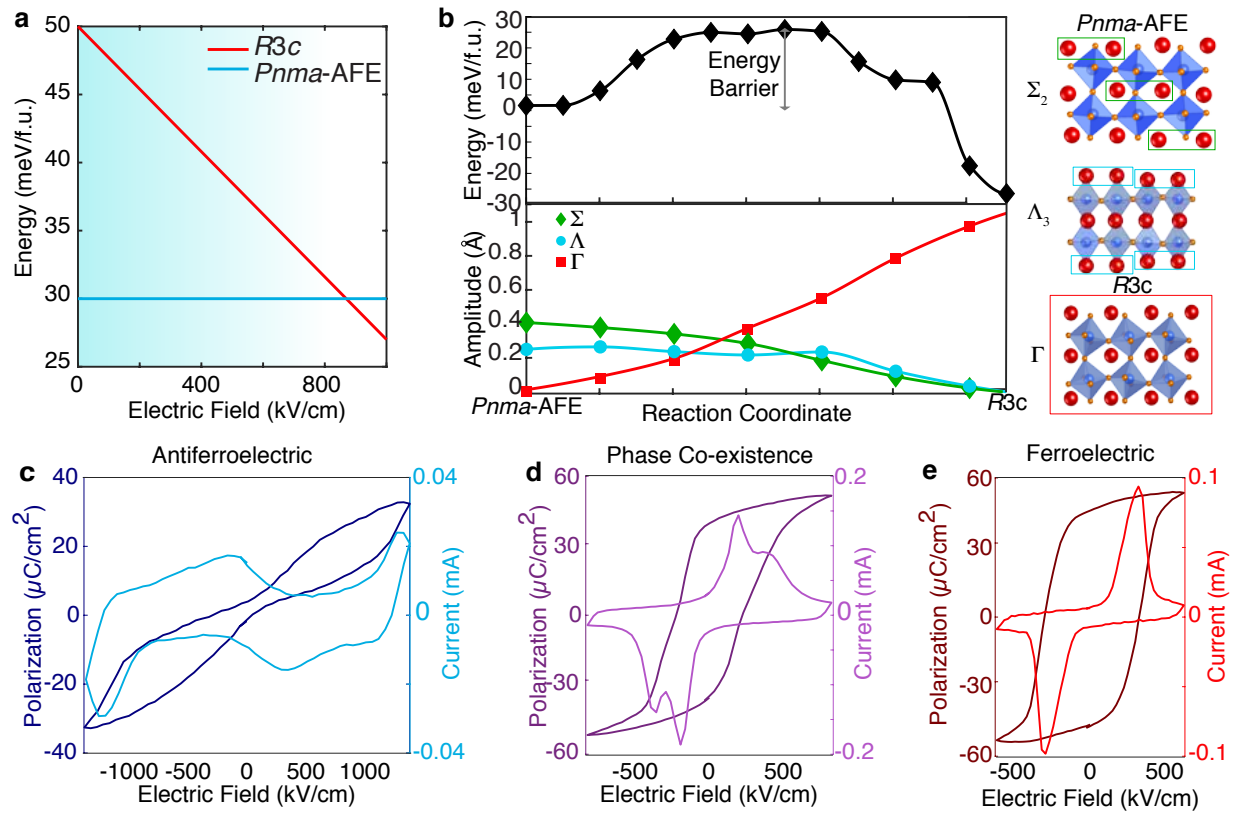 a
50
45
40
35
30
25
Energy (meV/f.u.)
R3c
Pnma-AFE
0
400
800
Electric Field (kV/cm)
b
30
20
10
0
-10
-20
-30
Energy (meV/f.u.)
Energy
Barrier
1
0.8
0.6
0.4
0.2
0
Amplitude (Å)
Σ
Λ
Γ
Pnma-AFE
Reaction Coordinate
R3c
Pnma-AFE
Σ2
Λ3
R3c
Γ
c
Antiferroelectric
40
20
0
-20
-40
Polarization (μC/cm2)
0.04
0
-0.04
Current (mA)
-1000 -500 0 500 1000
Electric Field (kV/cm)
d
Phase Co-existence
60
30
0
-30
-60
Polarization (μC/cm2)
0.2
0
-0.2
Current (mA)
-500 0 500
Electric Field (kV/cm)
e
Ferroelectric
60
30
0
-30
-60
Polarization (μC/cm2)
0.1
0
-0.1
Current (mA)
-500 0 500
Electric Field (kV/cm)